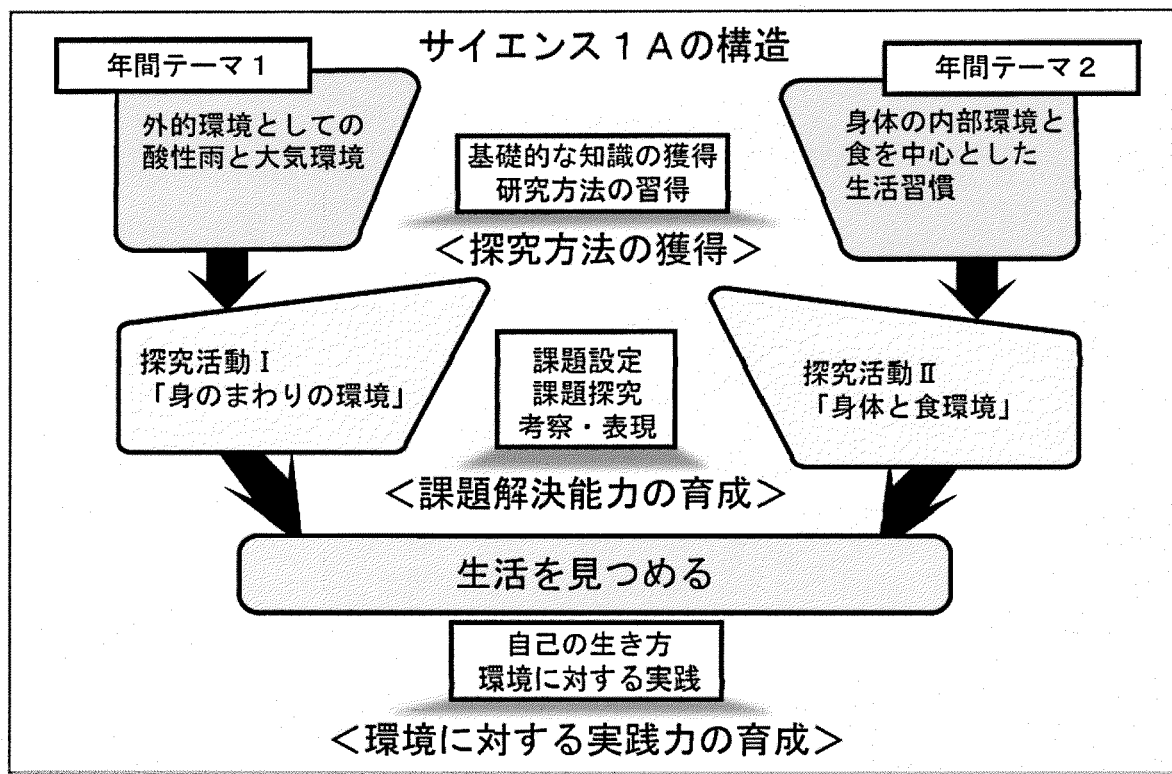 サイエンス1Aの構造
年間テーマ1
外的環境としての
酸性雨と大気環境
年間テーマ2
身体の内部環境と
食を中心とした
生活習慣
基礎的な知識の獲得
研究方法の習得
<探究方法の獲得>
探究活動Ⅰ
「身のまわりの環境」
課題設定
課題探究
考察・表現
探究活動Ⅱ
「身体と食環境」
<課題解決能力の育成>
生活を見つめる
自己の生き方
環境に対する実践
<環境に対する実践力の育成>